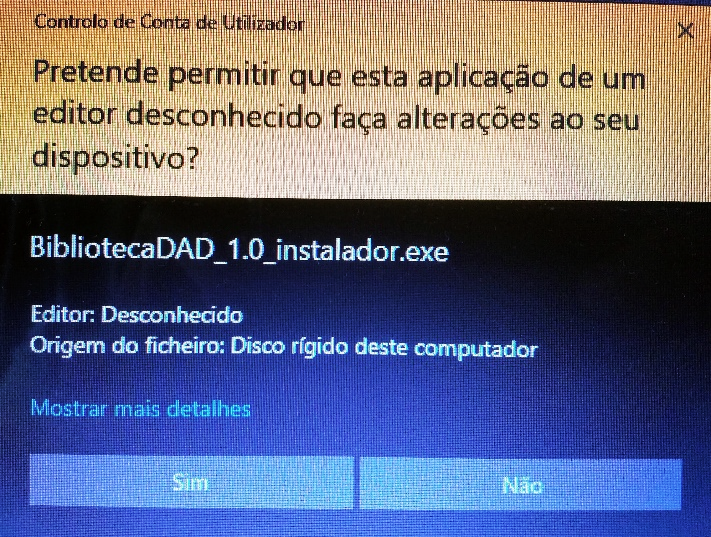 Controlo de Conta de Utilizador
Pretende permitir que esta aplicação de um
editor desconhecido faça alterações ao seu
dispositivo?
BibliotecaDAD_1.0_instalador.exe
Editor: Desconhecido
Origem do ficheiro: Disco rígido deste computador
Mostrar mais detalhes
Sim
Não